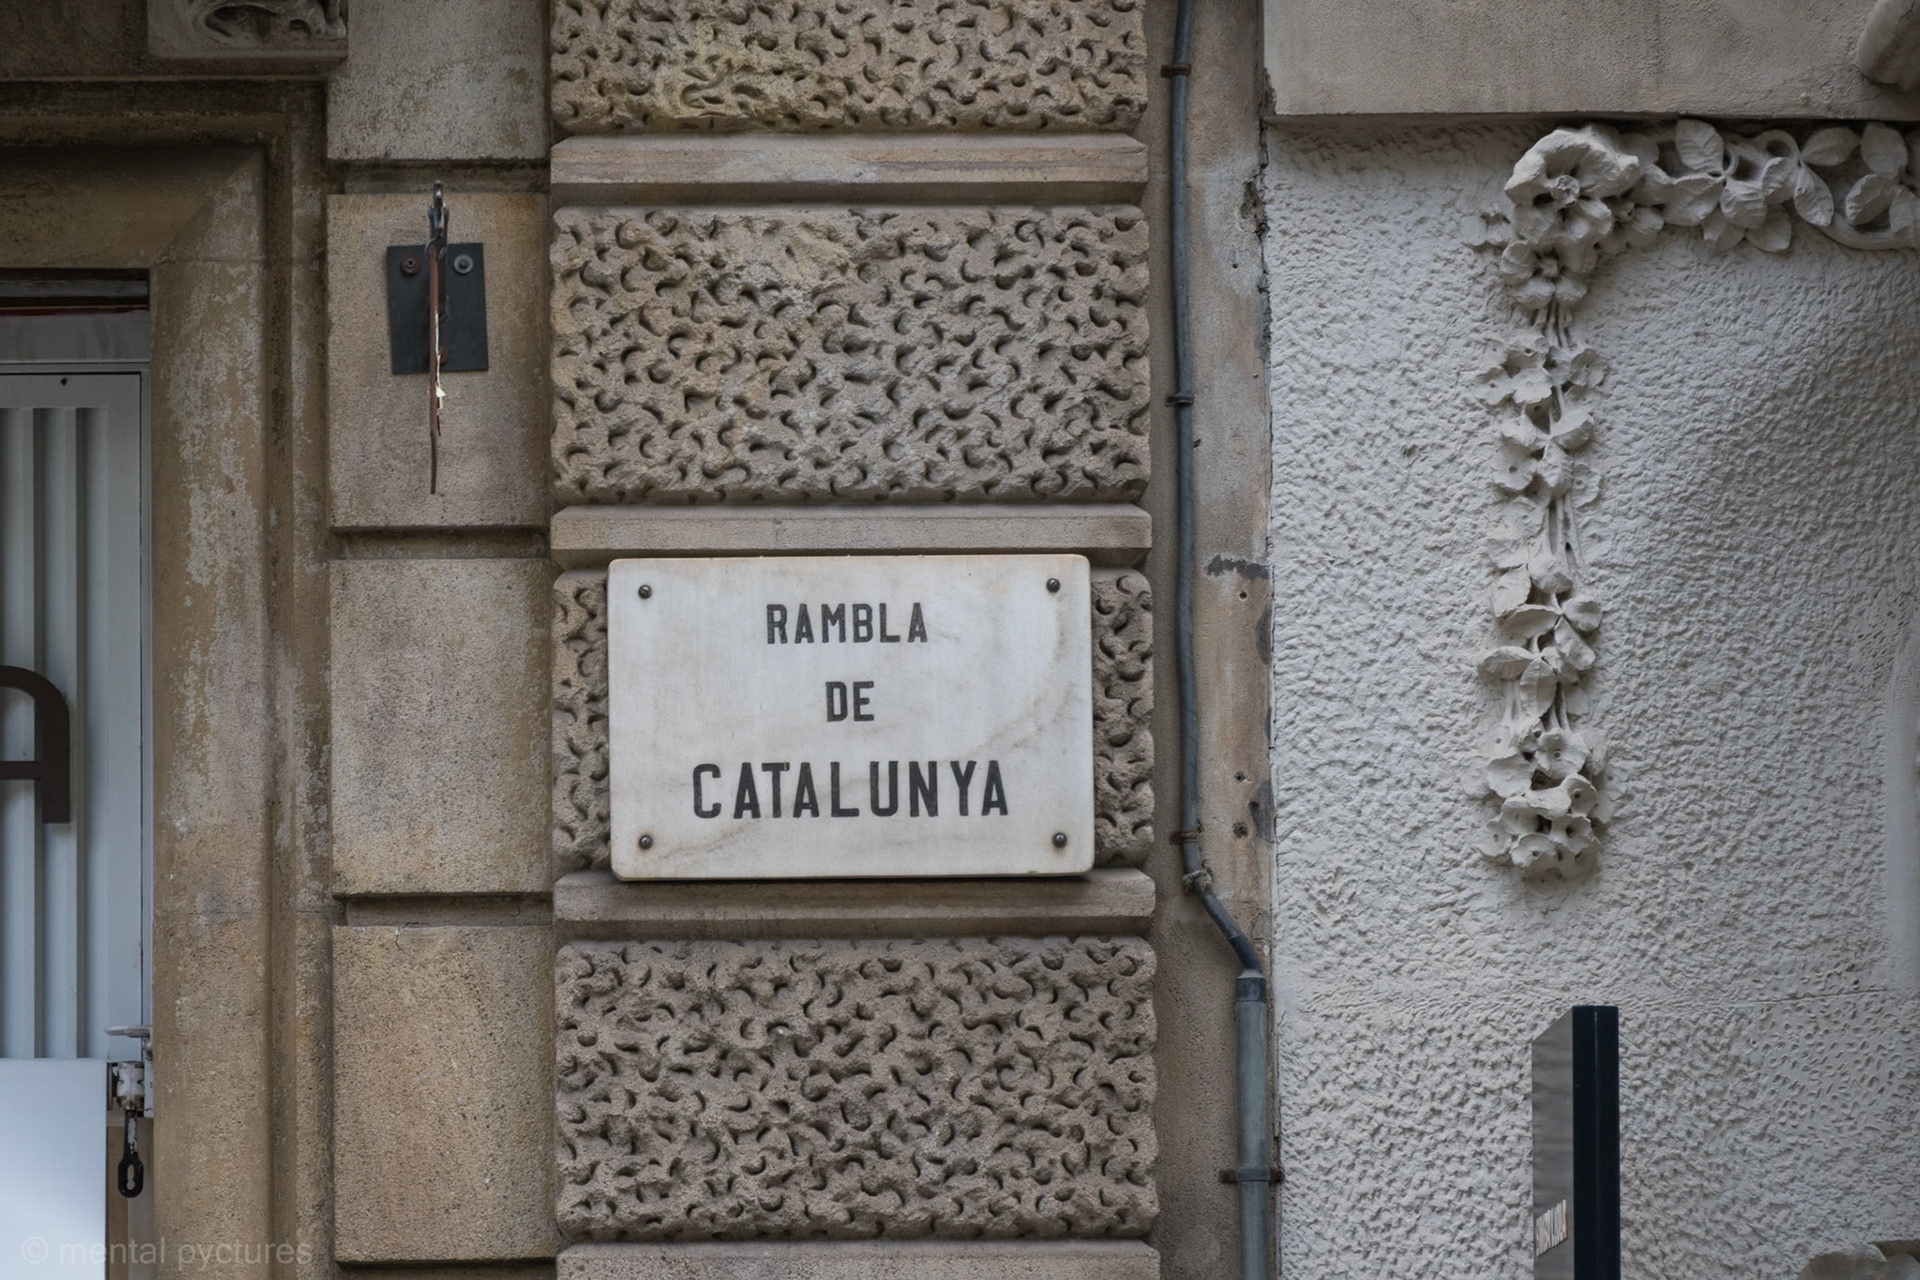 RAMBLA
DE
CATALUNYA
© mental pyctures